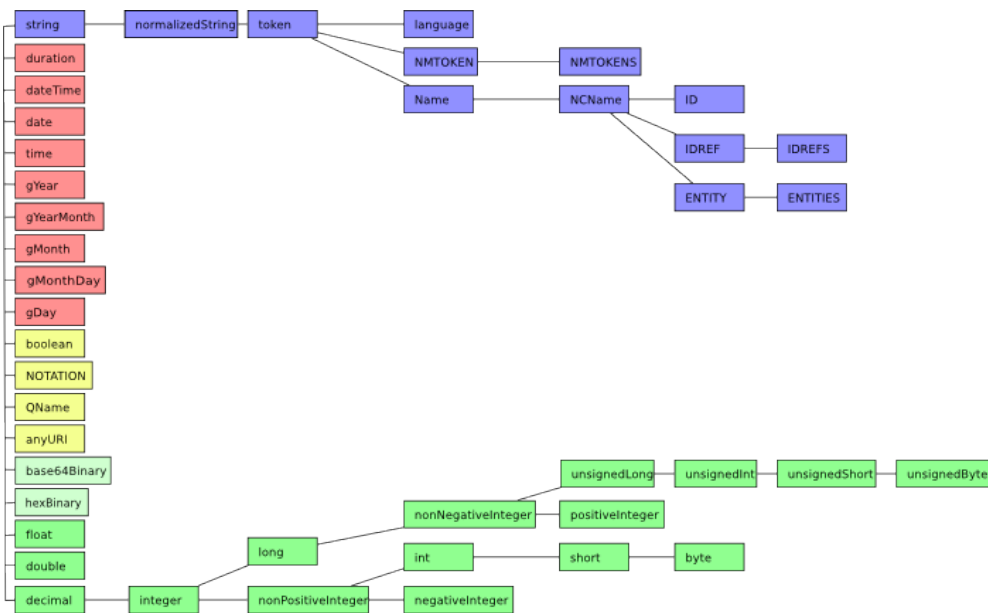 string normalizedString token language
duration
NMTOKEN NMTOKENS
dateTime
Name NCName ID
date
time IDREF IDREFS
gYear
ENTITY ENTITIES
gYearMonth
gMonth
gMonthDay
gDay
boolean
NOTATION
QName
anyURI
base64Binary unsignedLong unsignedInt unsignedShort unsignedByte
hexBinary
nonNegativeInteger positiveInteger
float
long
int short byte
double
decimal integer nonPositiveInteger negativeInteger